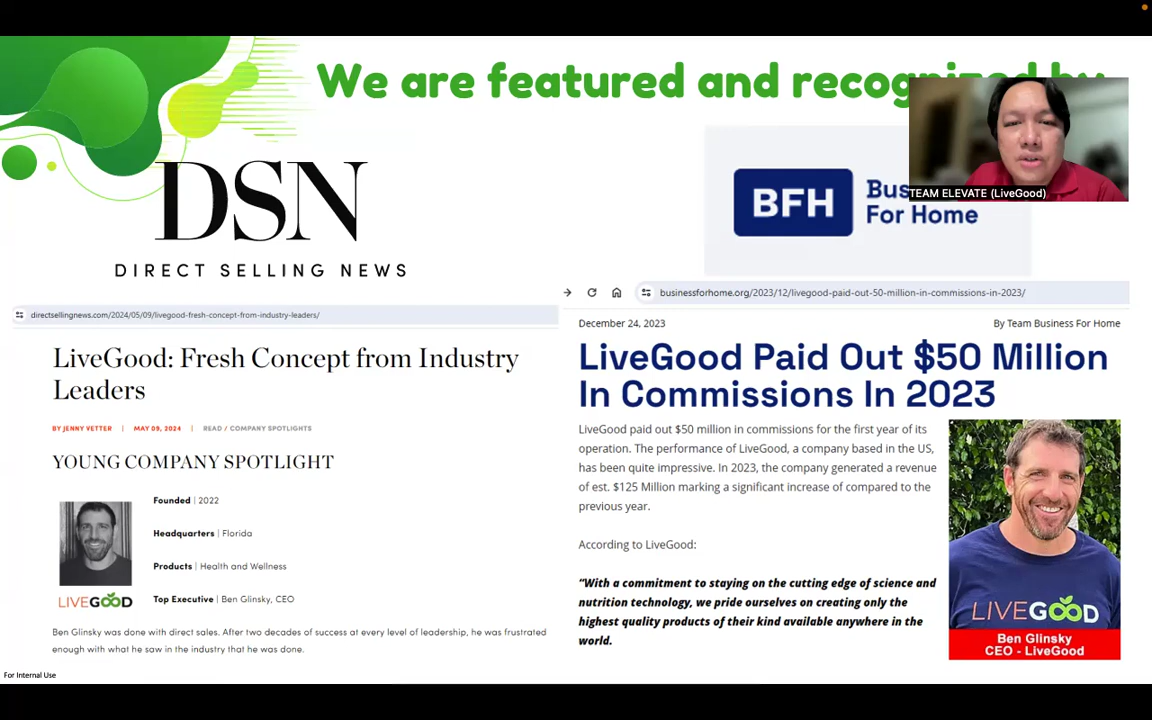 We are featured and recognized by
DSN
DIRECT SELLING NEWS
directsellingnews.com/2024/05/09/livegood-fresh-concept-from-industry-leaders/
LiveGood: Fresh Concept from Industry
Leaders
BY JENNY VETTER | MAY 09, 2024 | READ / COMPANY SPOTLIGHTS
YOUNG COMPANY SPOTLIGHT
Founded | 2022
Headquarters | Florida
Products | Health and Wellness
Top Executive | Ben Glinsky, CEO
LIVEGOOD
Ben Glinsky was done with direct sales. After two decades of success at every level of leadership, he was frustrated
enough with what he saw in the industry that he was done.
For Internal Use
TEAM ELEVATE (LiveGood)
BFH
For Home
businessforhome.org/2023/12/livegood-paid-out-50-million-in-commissions-in-2023/
December 24, 2023
By Team Business For Home
LiveGood Paid Out $50 Million
In Commissions In 2023
LiveGood paid out $50 million in commissions for the first year of its
operation. The performance of LiveGood, a company based in the US,
has been quite impressive. In 2023, the company generated a revenue
of est. $125 Million marking a significant increase of compared to the
previous year.
According to LiveGood:
“With a commitment to staying on the cutting edge of science and
nutrition technology, we pride ourselves on creating only the
highest quality products of their kind available anywhere in the
world.
LIVEGOOD
Ben Glinsky
CEO - LiveGood